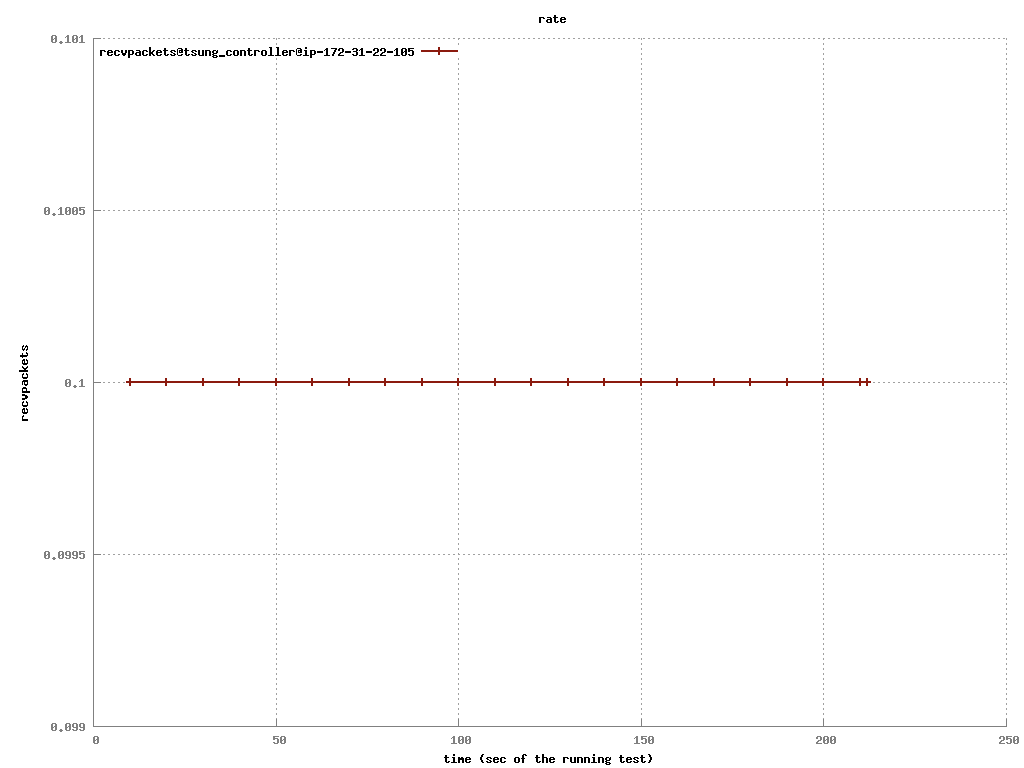 rate
0.101
recvpackets@tsung_controller@ip-172-31-22-105
0.1005
0.1
recvpackets
0.0995
0.099
0 50 100 150 200 250
time (sec of the running test)